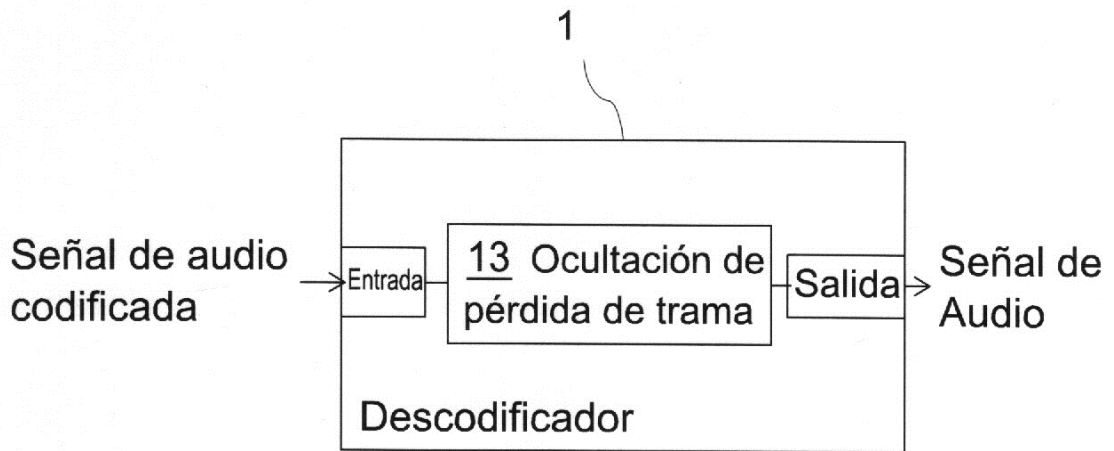 1
Señal de audio
codificada
Entrada
13 Ocultación de
pérdida de trama
Salida
Señal de
Audio
Descodificador